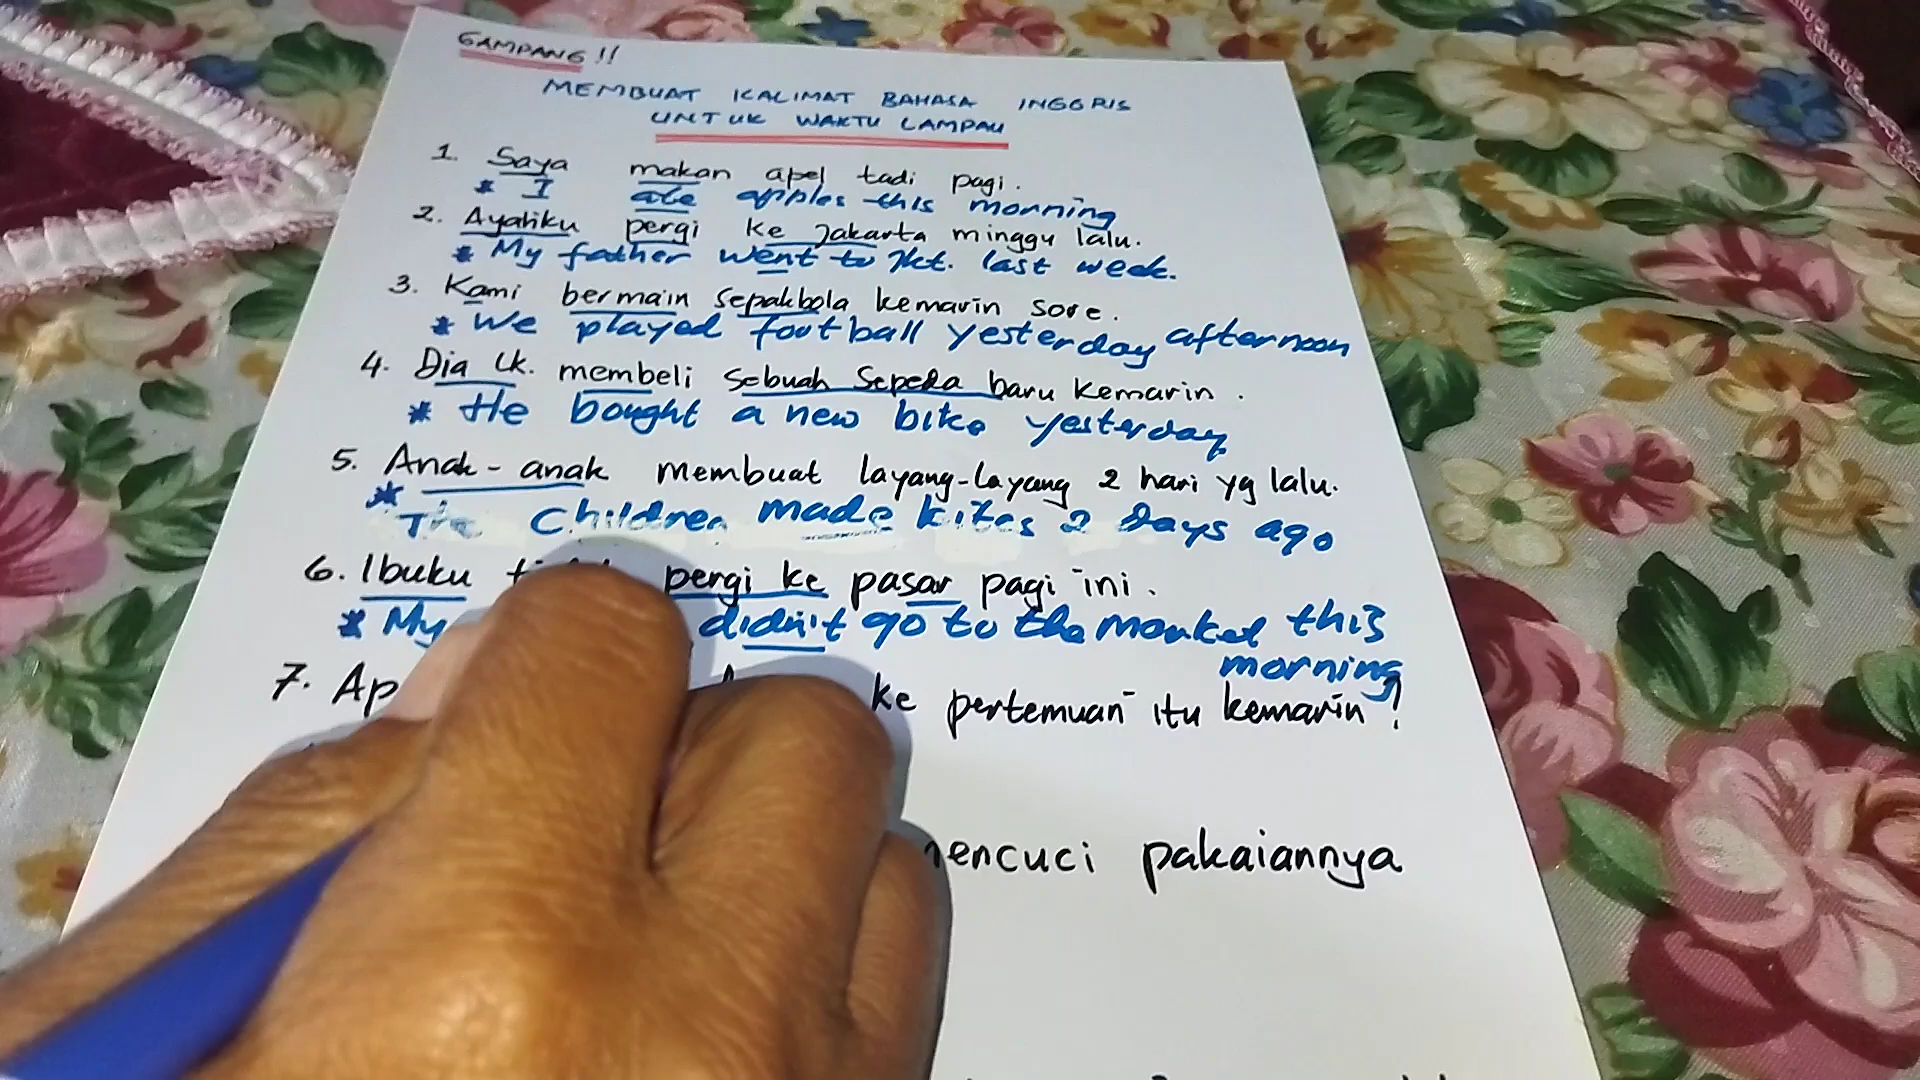 GAMPANG!!
MEMBUAT KALIMAT BAHASA INGGRIS
UNTUK WAKTU LAMPAU
1. Saya makan apel tadi pagi.
* I ate apples this morning
2. Ayahku pergi ke Jakarta minggu lalu.
* My father went to Jkt. last week.
3. Kami bermain sepakbola kemarin sore.
* We played football yesterday afternoon
4. Dia lk. membeli sebuah sepeda baru kemarin.
* He bought a new bike yesterday
5. Anak-anak membuat layang-layang 2 hari yg lalu.
* The Children made kites 2 days ago
6. Ibuku pergi ke pasar pagi ini.
* My didn't go to the market this
morning
7. ke pertemuan itu kemarin?
pakaiannya